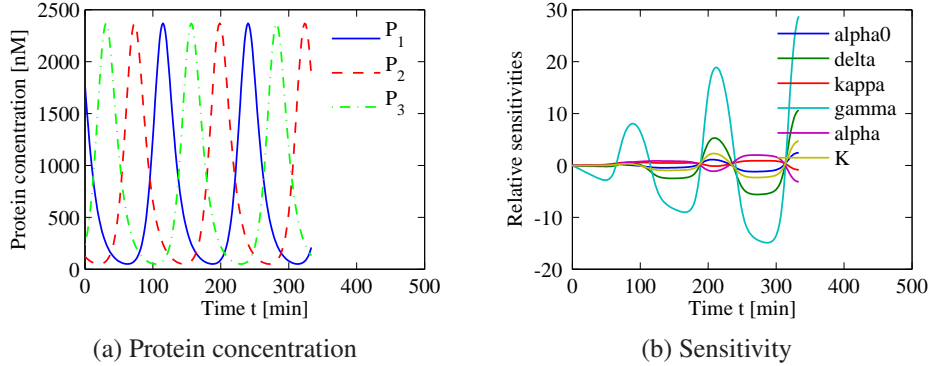 2500
2000
1500
1000
500
0
Protein conentration [nM]
P1
P2
P3
0 100 200 300 400 500
Time t [min]
(a) Protein concentration
30
20
10
0
-10
-20
Relative sensitivities
alpha0
delta
kappa
gamma
alpha
K
0 100 200 300 400 500
Time t [min]
(b) Sensitivity